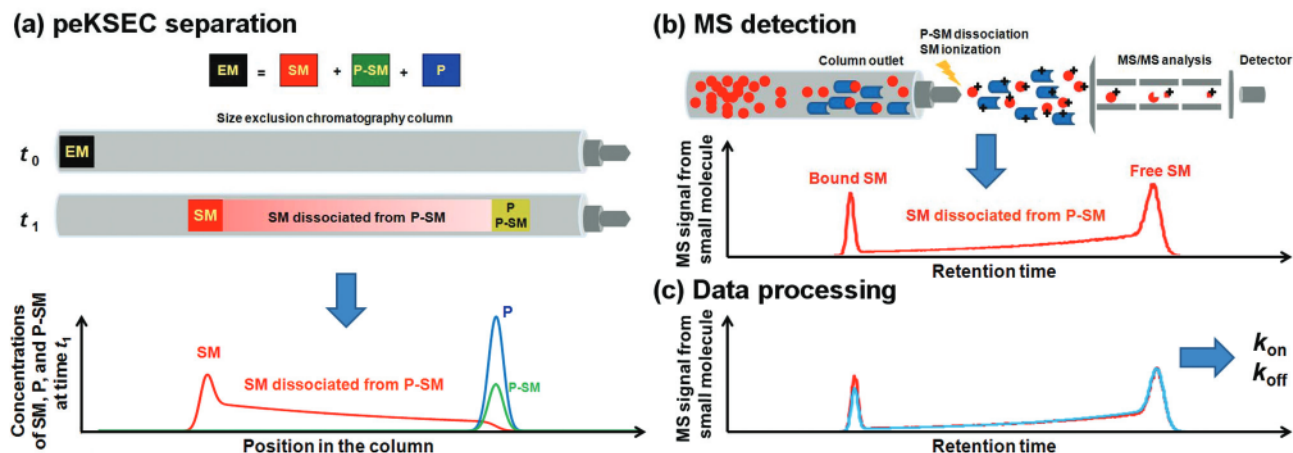 (a) peKSEC separation
EM = SM + P-SM + P
Size exclusion chromatography column
t0
EM
t1
SM
SM dissociated from P-SM
P
P-SM
Concentrations
of SM, P, and P-SM
at time t1
SM
SM dissociated from P-SM
P
P-SM
Position in the column
(b) MS detection
P-SM dissociation
SM ionization
Column outlet
MS/MS analysis
Detector
MS signal from
small molecule
Bound SM
SM dissociated from P-SM
Free SM
Retention time
(c) Data processing
MS signal from
small molecule
kon
koff
Retention time